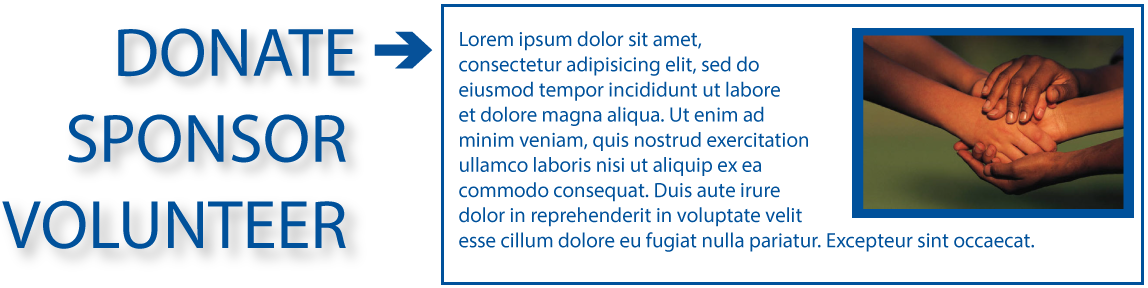 DONATE
SPONSOR
VOLUNTEER
Lorem ipsum dolor sit amet,
consectetur adipisicing elit, sed do
eiusmod tempor incididunt ut labore
et dolore magna aliqua. Ut enim ad
minim veniam, quis nostrud exercitation
ullamco laboris nisi ut aliquip ex ea
commodo consequat. Duis aute irure
dolor in reprehenderit in voluptate velit
esse cillum dolore eu fugiat nulla pariatur. Excepteur sint occaecat.